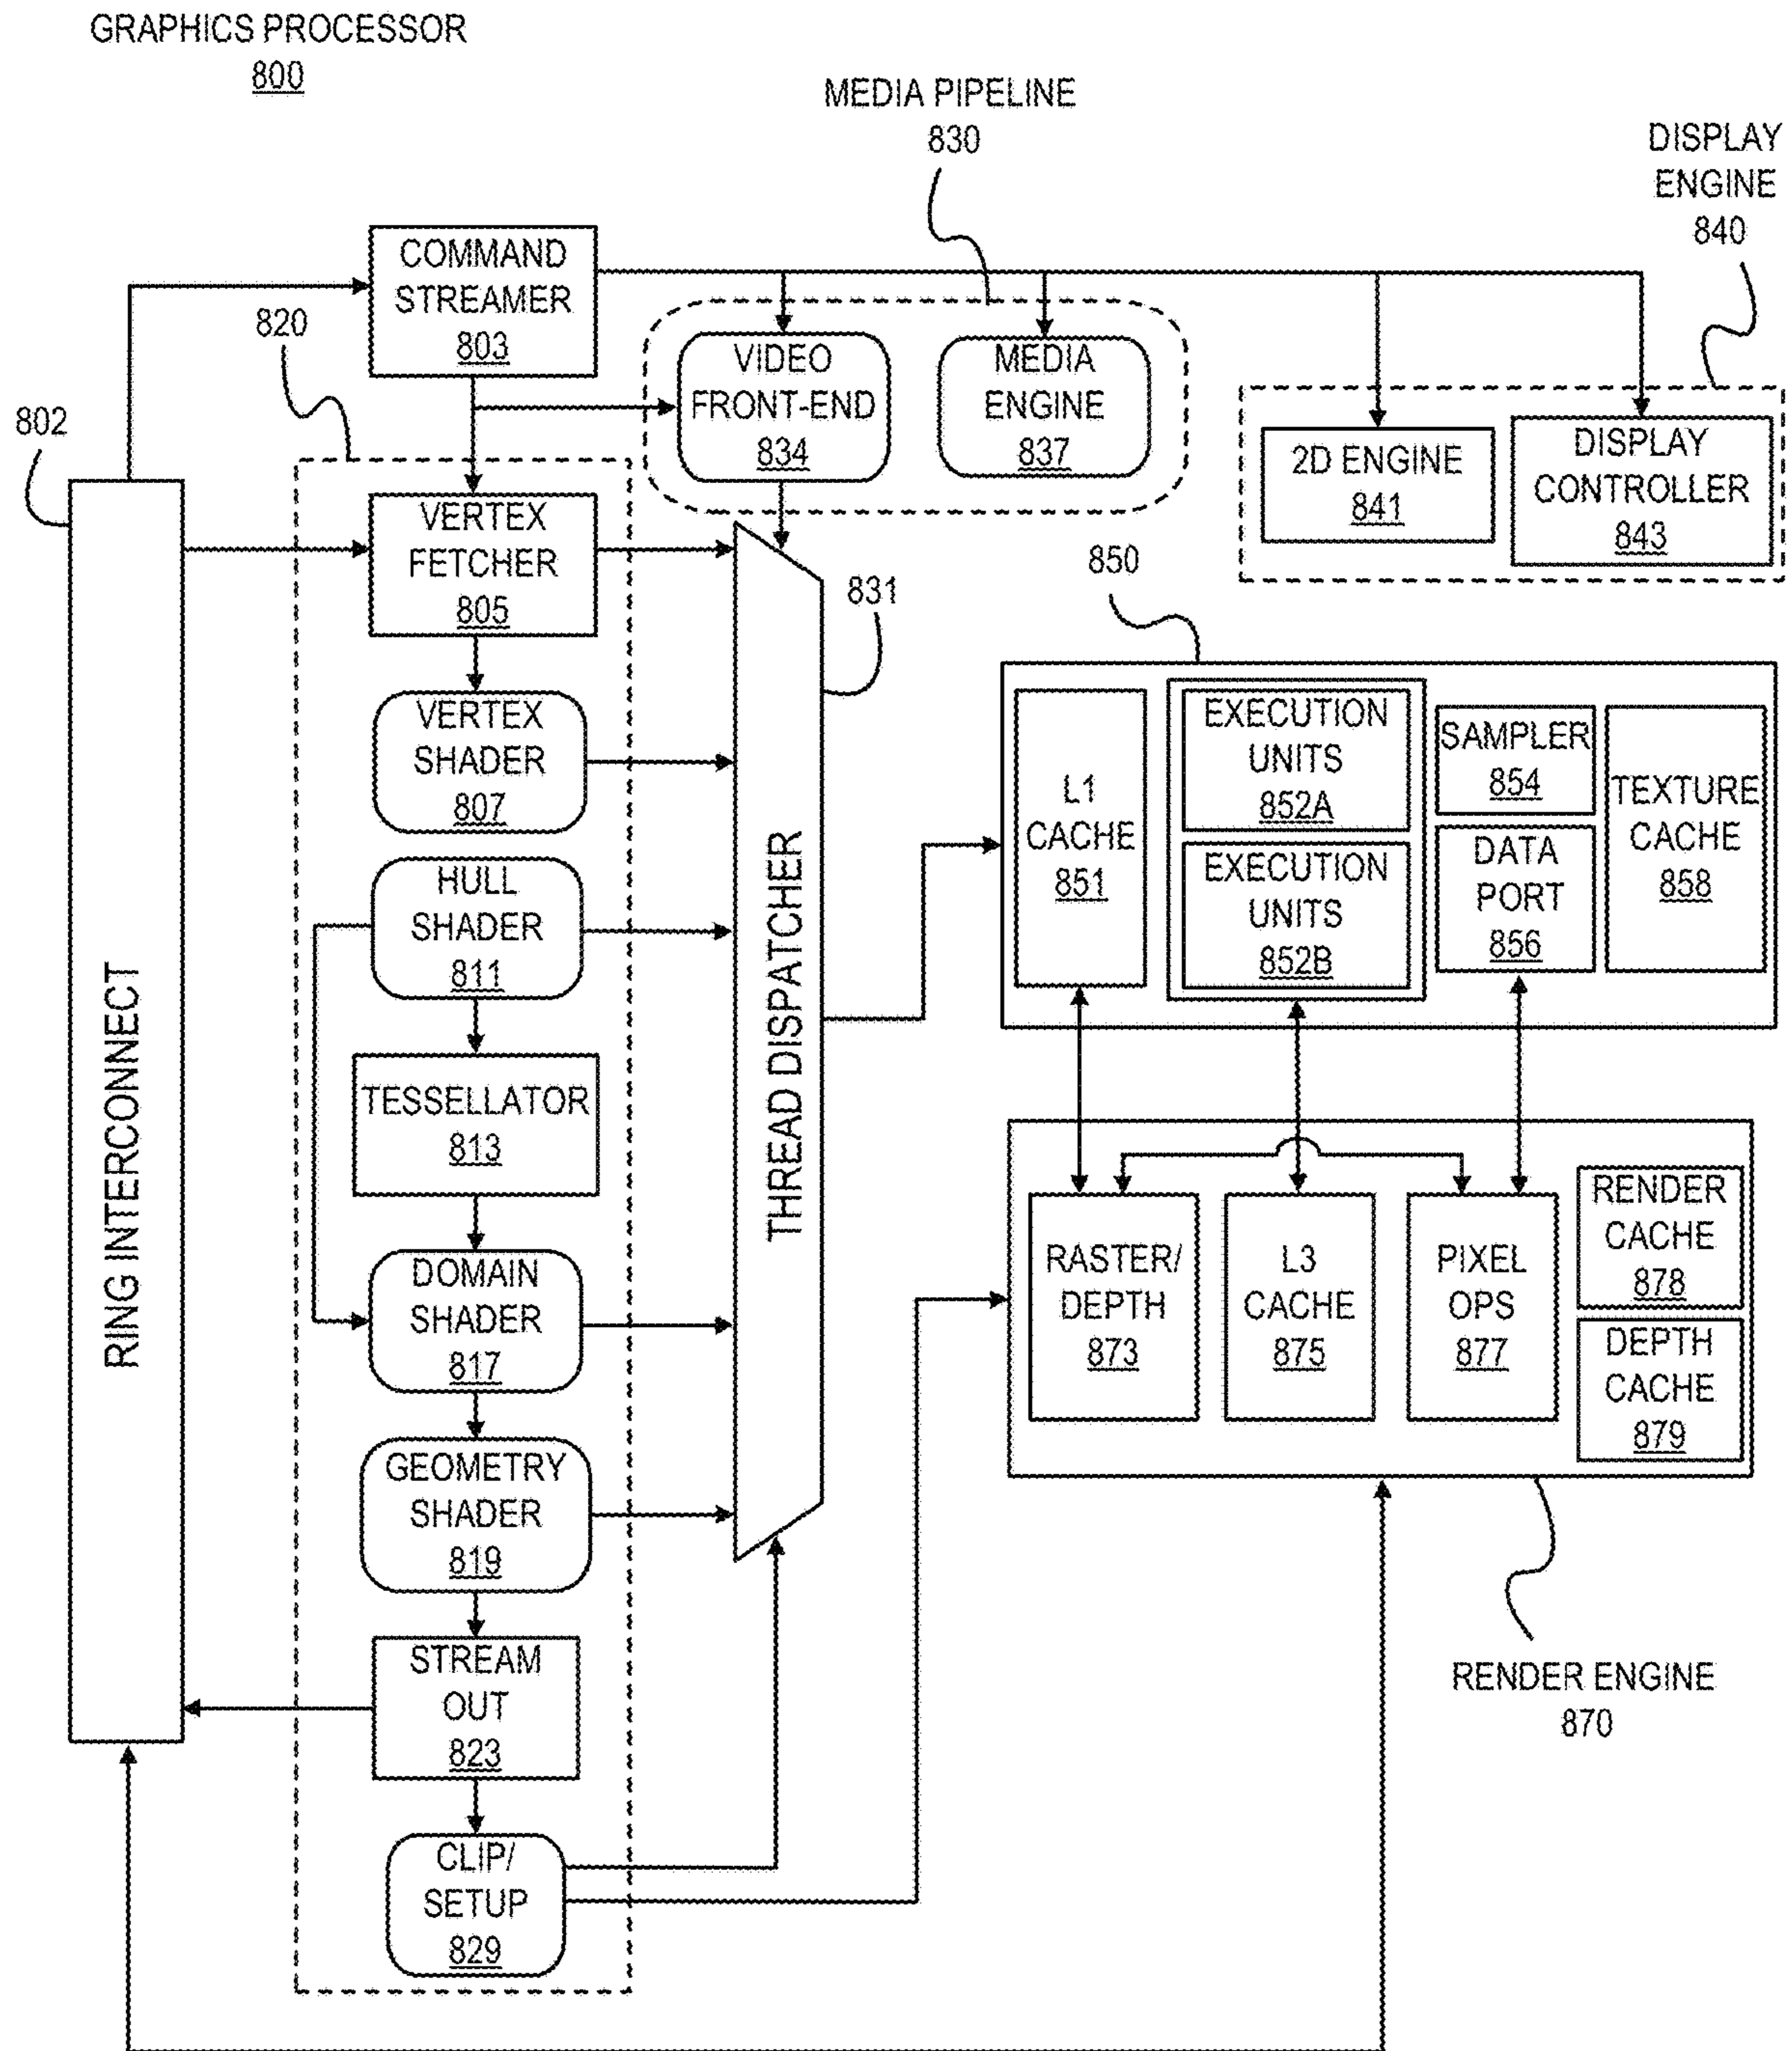 GRAPHICS PROCESSOR
800
MEDIA PIPELINE
830
DISPLAY
ENGINE
840
COMMAND
STREAMER
803
820
802
VIDEO
FRONT-END
834
MEDIA
ENGINE
837
2D ENGINE
841
DISPLAY
CONTROLLER
843
RING INTERCONNECT
VERTEX
FETCHER
805
VERTEX
SHADER
807
HULL
SHADER
811
TESSELLATOR
813
DOMAIN
SHADER
817
GEOMETRY
SHADER
819
STREAM
OUT
823
CLIP/
SETUP
829
THREAD DISPATCHER
831
850
L1
CACHE
851
EXECUTION
UNITS
852A
EXECUTION
UNITS
852B
SAMPLER
854
DATA
PORT
856
TEXTURE
CACHE
858
RASTER/
DEPTH
873
L3
CACHE
875
PIXEL
OPS
877
RENDER
CACHE
878
DEPTH
CACHE
879
RENDER ENGINE
870